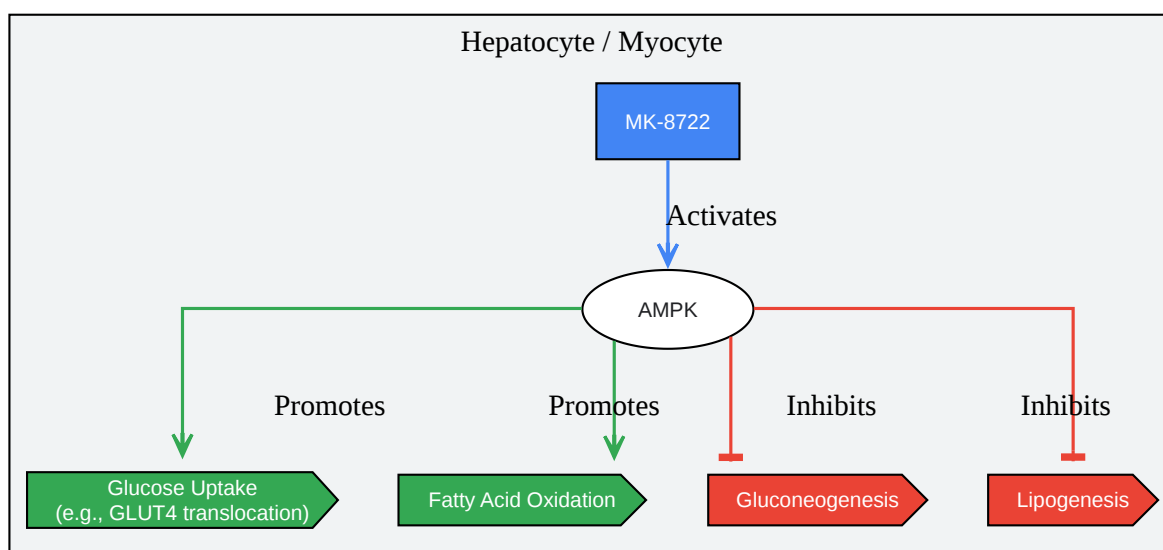 Hepatocyte / Myocyte
MK-8722
Activates
AMPK
Promotes
Promotes
Inhibits
Inhibits
Glucose Uptake
(e.g., GLUT4 translocation)
Fatty Acid Oxidation
Gluconeogenesis
Lipogenesis